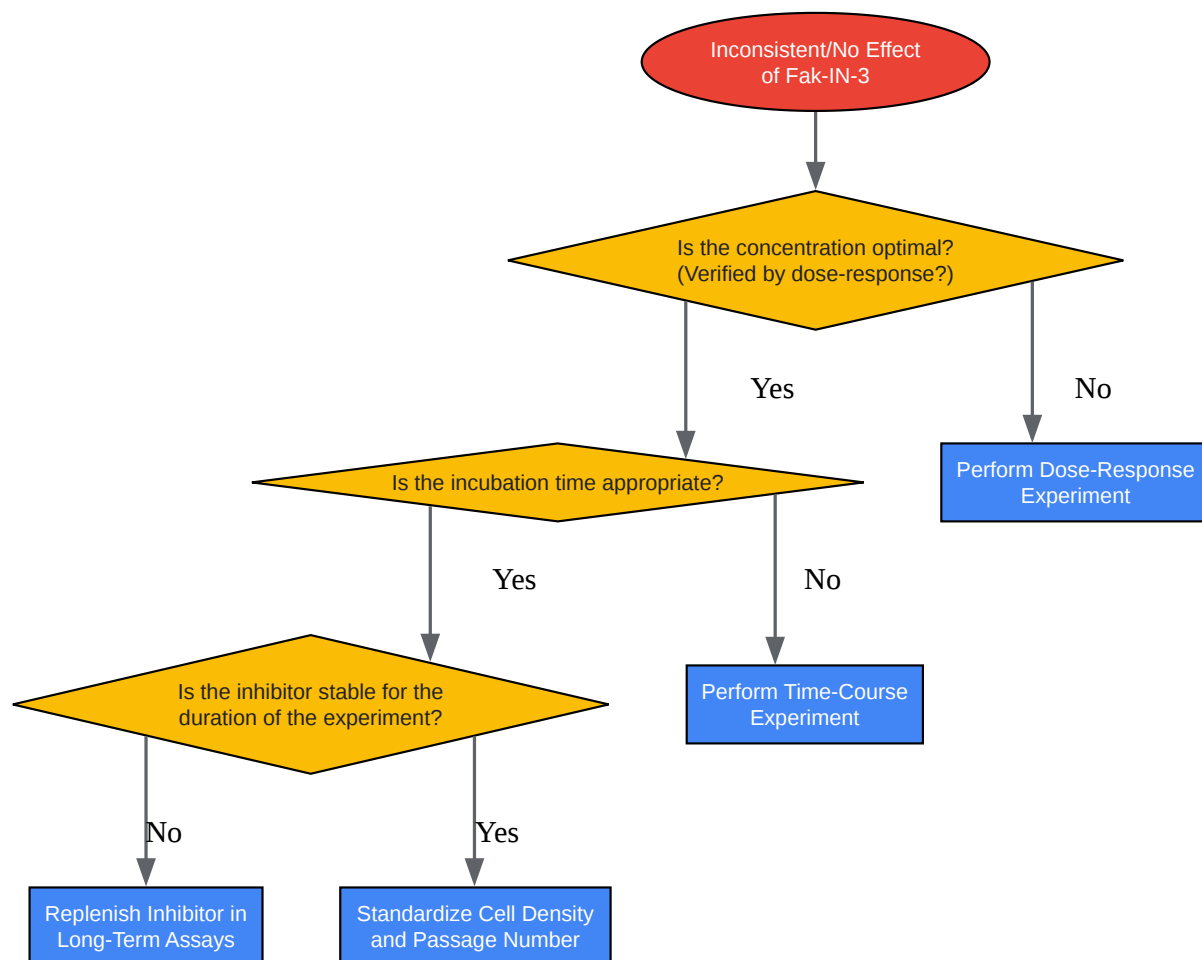 Inconsistent/No Effect
of Fak-IN-3
Is the concentration optimal?
(Verified by dose-response?)
Yes
No
Is the incubation time appropriate?
Perform Dose-Response
Experiment
Yes
No
Is the inhibitor stable for the
duration of the experiment?
Perform Time-Course
Experiment
No
Yes
Replenish Inhibitor in
Long-Term Assays
Standardize Cell Density
and Passage Number